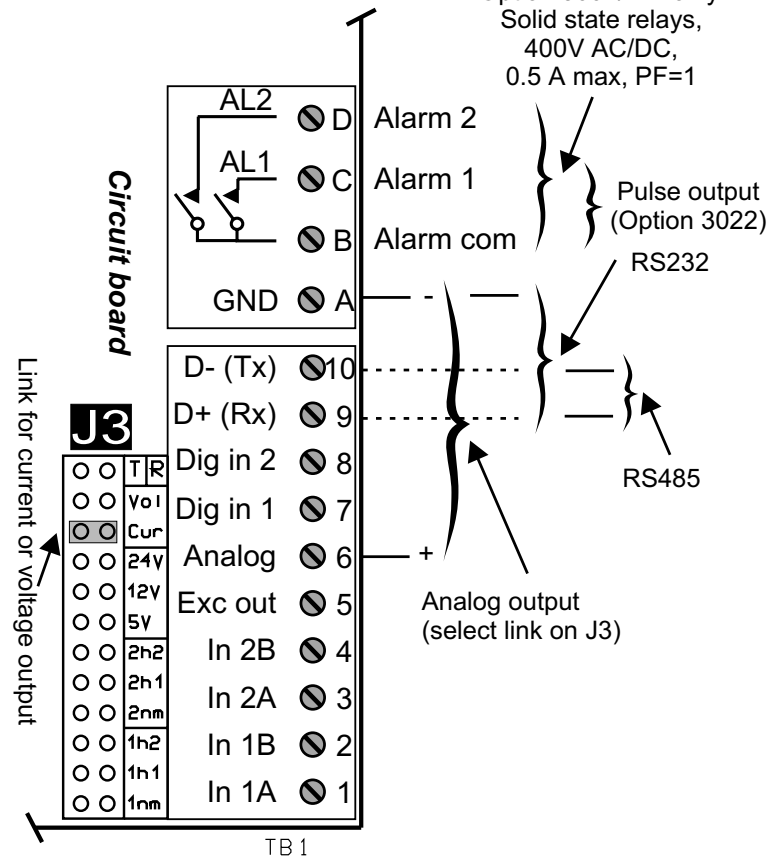 Solid state relays,
400V AC/DC,
0.5 A max, PF=1
AL2
D
Alarm 2
AL1
C
Alarm 1
B
Alarm com
Pulse output
(Option 3022)
GND
A
-
RS232
Circuit board
D- (Tx)
10
D+ (Rx)
9
RS485
Dig in 2
8
Dig in 1
7
Analog
6
+
Analog output
(select link on J3)
Exc out
5
In 2B
4
In 2A
3
In 1B
2
In 1A
1
J3
T R
Vol
Cur
24V
12V
5V
2h2
2h1
2nm
1h2
1h1
1nm
Link for current or voltage output
TB1